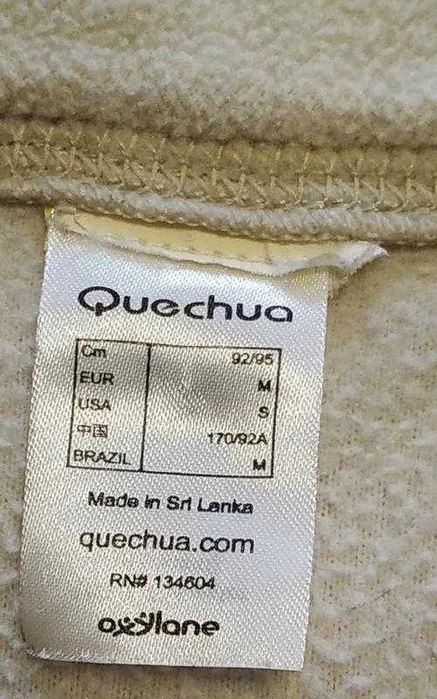 Quechua
Cm 92/95
EUR M
USA S
中国 170/92A
BRAZIL M
Made in Sri Lanka
quechua.com
RN# 134604
oxylane